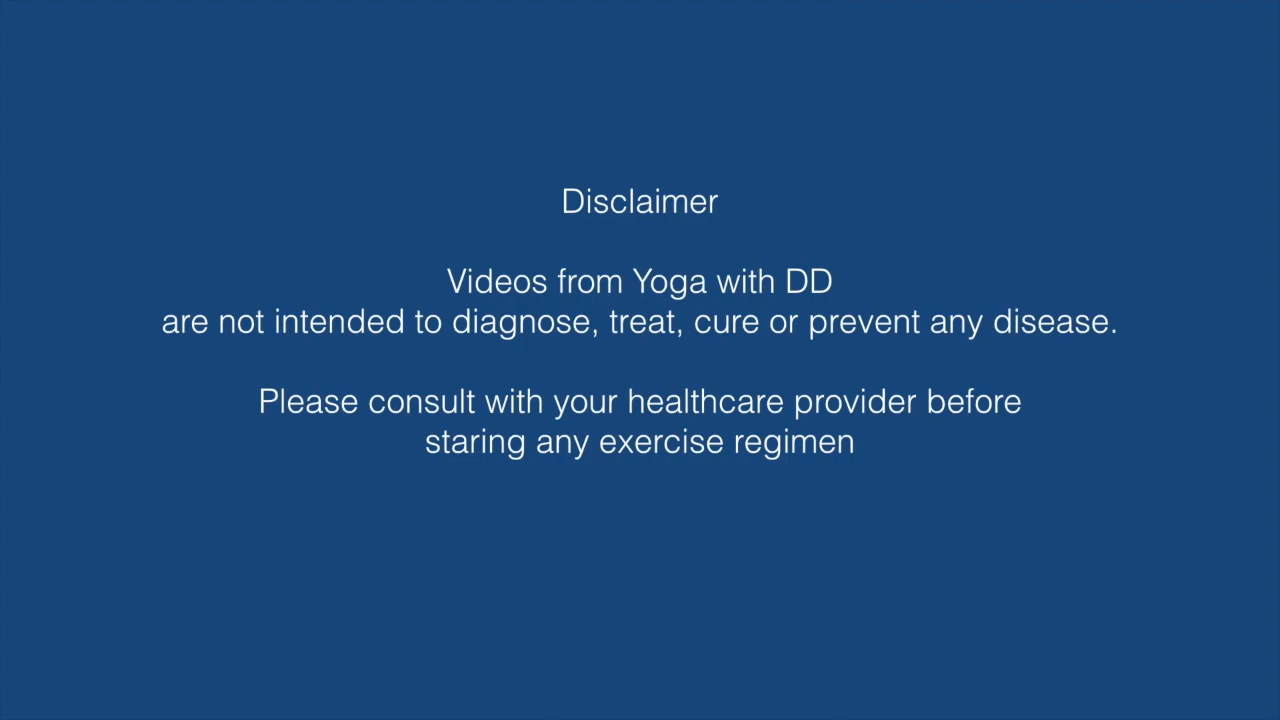 Disclaimer
Videos from Yoga with DD
are not intended to diagnose, treat, cure or prevent any disease.
Please consult with your healthcare provider before
staring any exercise regimen